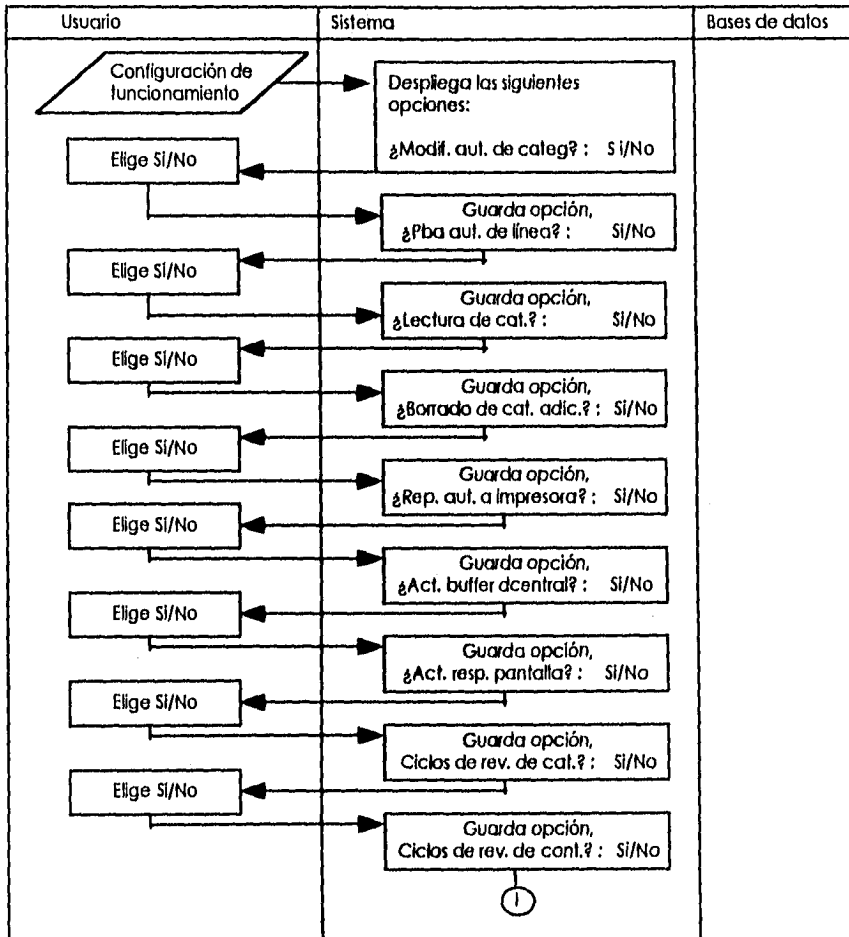 Usuario
Sistema
Bases de datos
Configuración de
funcionamiento
Despliega las siguientes
opciones:
¿Modif. aut. de categ? : Si/No
Elige Si/No
Guarda opción,
¿Pba aut. de línea? : Si/No
Elige Si/No
Guarda opción,
¿Lectura de cat.? : Si/No
Elige Si/No
Guarda opción,
¿Borrado de cat. adic.? : Si/No
Elige Si/No
Guarda opción,
¿Rep. aut. a impresora? : Si/No
Elige Si/No
Guarda opción,
¿Act. buffer dcentral? : Si/No
Elige Si/No
Guarda opción,
¿Act. resp. pantalla? : Si/No
Elige Si/No
Guarda opción,
Ciclos de rev. de cat.? : Si/No
Elige Si/No
Guarda opción,
Ciclos de rev. de cont.? : Si/No
1